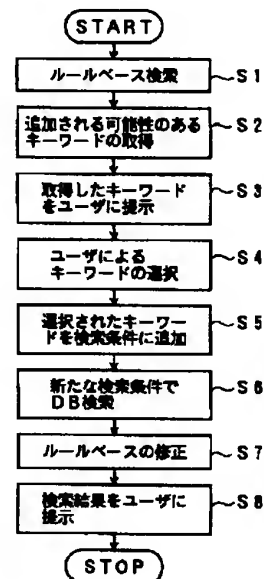 START
ルールベース検索
S1
追加される可能性のある
キーワードの取得
S2
取得したキーワード
をユーザに提示
S3
ユーザによる
キーワードの選択
S4
選択されたキーワー
ドを検索条件に追加
S5
新たな検索条件で
DB検索
S6
ルールベースの修正
S7
検索結果をユーザに
提示
S8
STOP